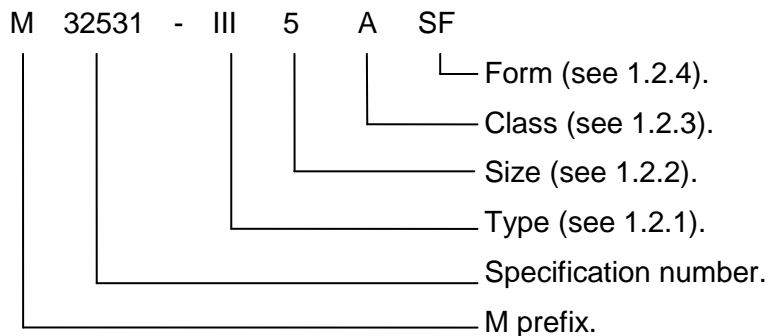 M 32531 - III 5 A SF
Form (see 1.2.4).
Class (see 1.2.3).
Size (see 1.2.2).
Type (see 1.2.1).
Specification number.
M prefix.